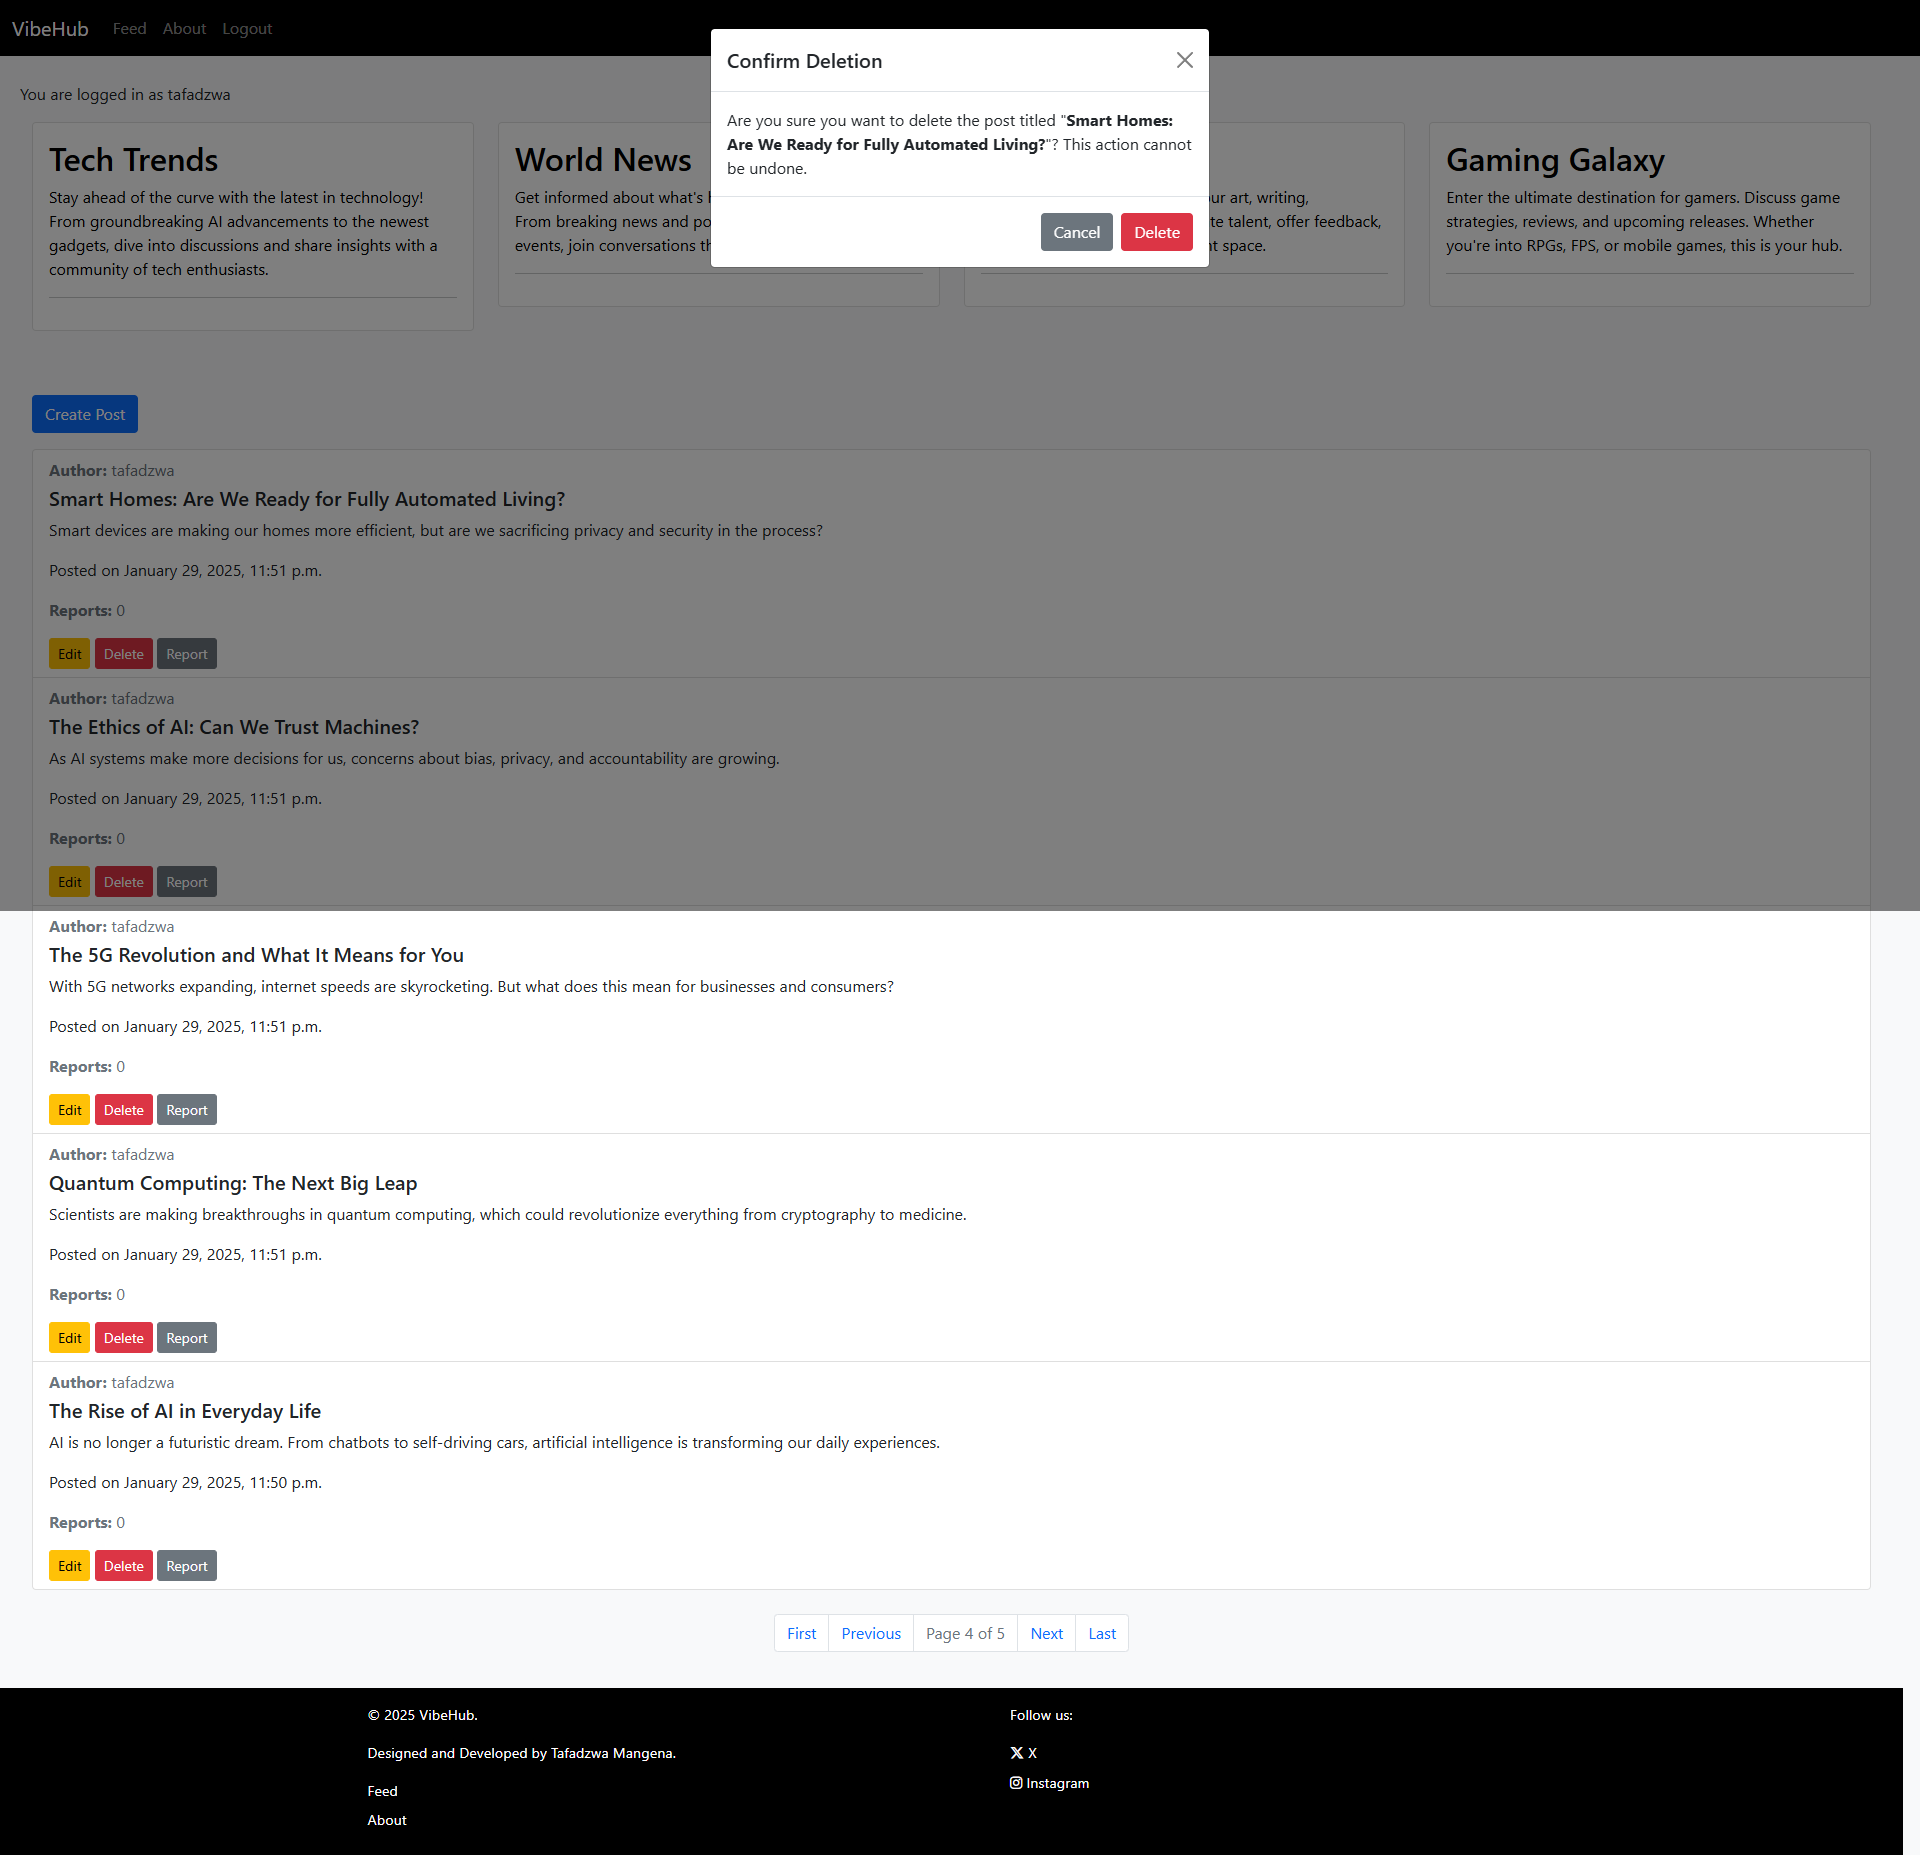 VibeHub Feed About Logout
Confirm Deletion
Are you sure you want to delete the post titled "Smart Homes:
Are We Ready for Fully Automated Living?"? This action cannot
be undone.
Cancel Delete
You are logged in as tafadzwa
Tech Trends
Stay ahead of the curve with the latest in technology!
From groundbreaking AI advancements to the newest
gadgets, dive into discussions and share insights with a
community of tech enthusiasts.
World News
Get informed about what's
From breaking news and
events, join conversations
art, writing,
talent, offer feedback,
space.
Gaming Galaxy
Enter the ultimate destination for gamers. Discuss game
strategies, reviews, and upcoming releases. Whether
you're into RPGs, FPS, or mobile games, this is your hub.
Create Post
Author: tafadzwa
Smart Homes: Are We Ready for Fully Automated Living?
Smart devices are making our homes more efficient, but are we sacrificing privacy and security in the process?
Posted on January 29, 2025, 11:51 p.m.
Reports: 0
Edit Delete Report
Author: tafadzwa
The Ethics of AI: Can We Trust Machines?
As AI systems make more decisions for us, concerns about bias, privacy, and accountability are growing.
Posted on January 29, 2025, 11:51 p.m.
Reports: 0
Edit Delete Report
Author: tafadzwa
The 5G Revolution and What It Means for You
With 5G networks expanding, internet speeds are skyrocketing. But what does this mean for businesses and consumers?
Posted on January 29, 2025, 11:51 p.m.
Reports: 0
Edit Delete Report
Author: tafadzwa
Quantum Computing: The Next Big Leap
Scientists are making breakthroughs in quantum computing, which could revolutionize everything from cryptography to medicine.
Posted on January 29, 2025, 11:51 p.m.
Reports: 0
Edit Delete Report
Author: tafadzwa
The Rise of AI in Everyday Life
AI is no longer a futuristic dream. From chatbots to self-driving cars, artificial intelligence is transforming our daily experiences.
Posted on January 29, 2025, 11:50 p.m.
Reports: 0
Edit Delete Report
First Previous Page 4 of 5 Next Last
© 2025 VibeHub.
Designed and Developed by Tafadzwa Mangena.
Feed
About
Follow us:
X
Instagram